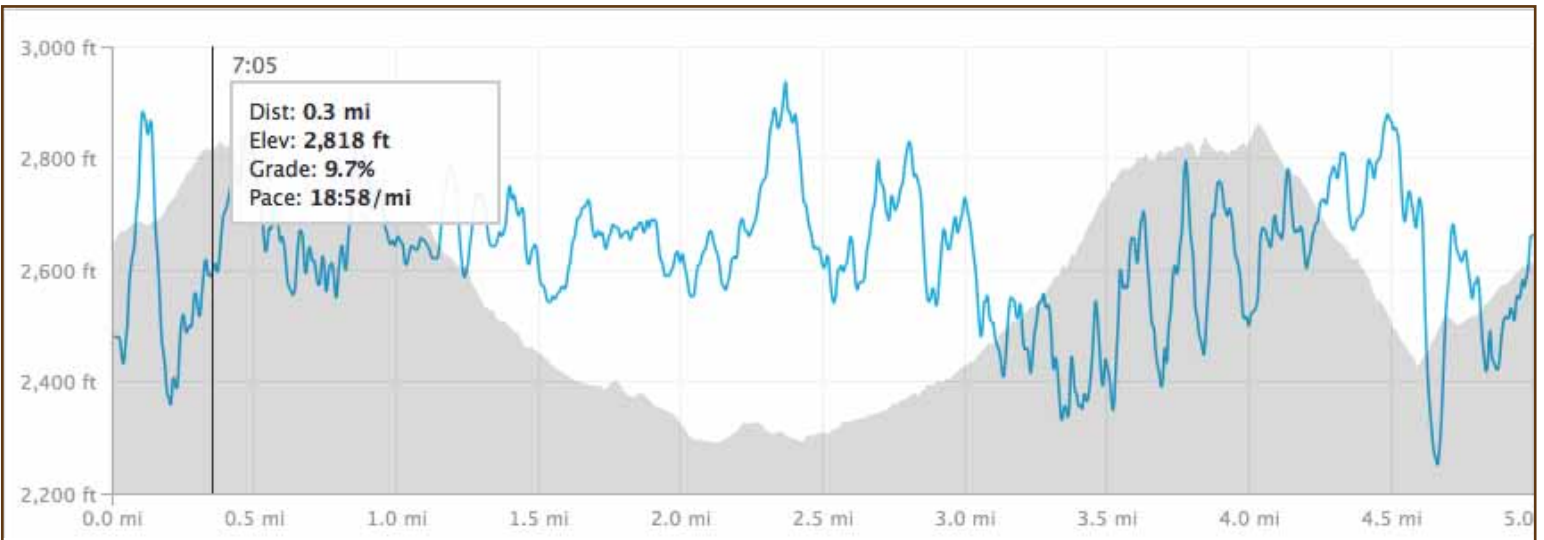 3,000 ft
7:05
Dist: 0.3 mi
Elev: 2,818 ft
Grade: 9.7%
Pace: 18:58/mi
2,800 ft
2,600 ft
2,400 ft
2,200 ft
0.0 mi 0.5 mi 1.0 mi 1.5 mi 2.0 mi 2.5 mi 3.0 mi 3.5 mi 4.0 mi 4.5 mi 5.0